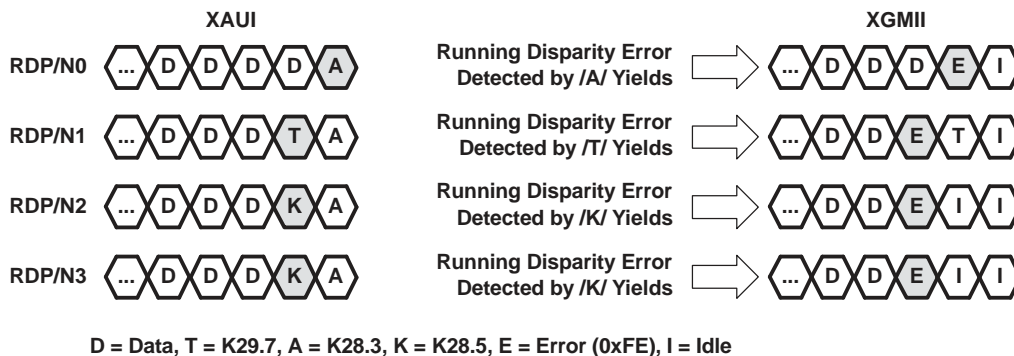 XAUI XGMII
RDP/N0 ... D D D D A Running Disparity Error Detected by /A/ Yields ... D D D E I
RDP/N1 ... D D D T A Running Disparity Error Detected by /T/ Yields ... D D E T I
RDP/N2 ... D D D K A Running Disparity Error Detected by /K/ Yields ... D D E I I
RDP/N3 ... D D D K A Running Disparity Error Detected by /K/ Yields ... D D E I I
D = Data, T = K29.7, A = K28.3, K = K28.5, E = Error (0xFE), I = Idle